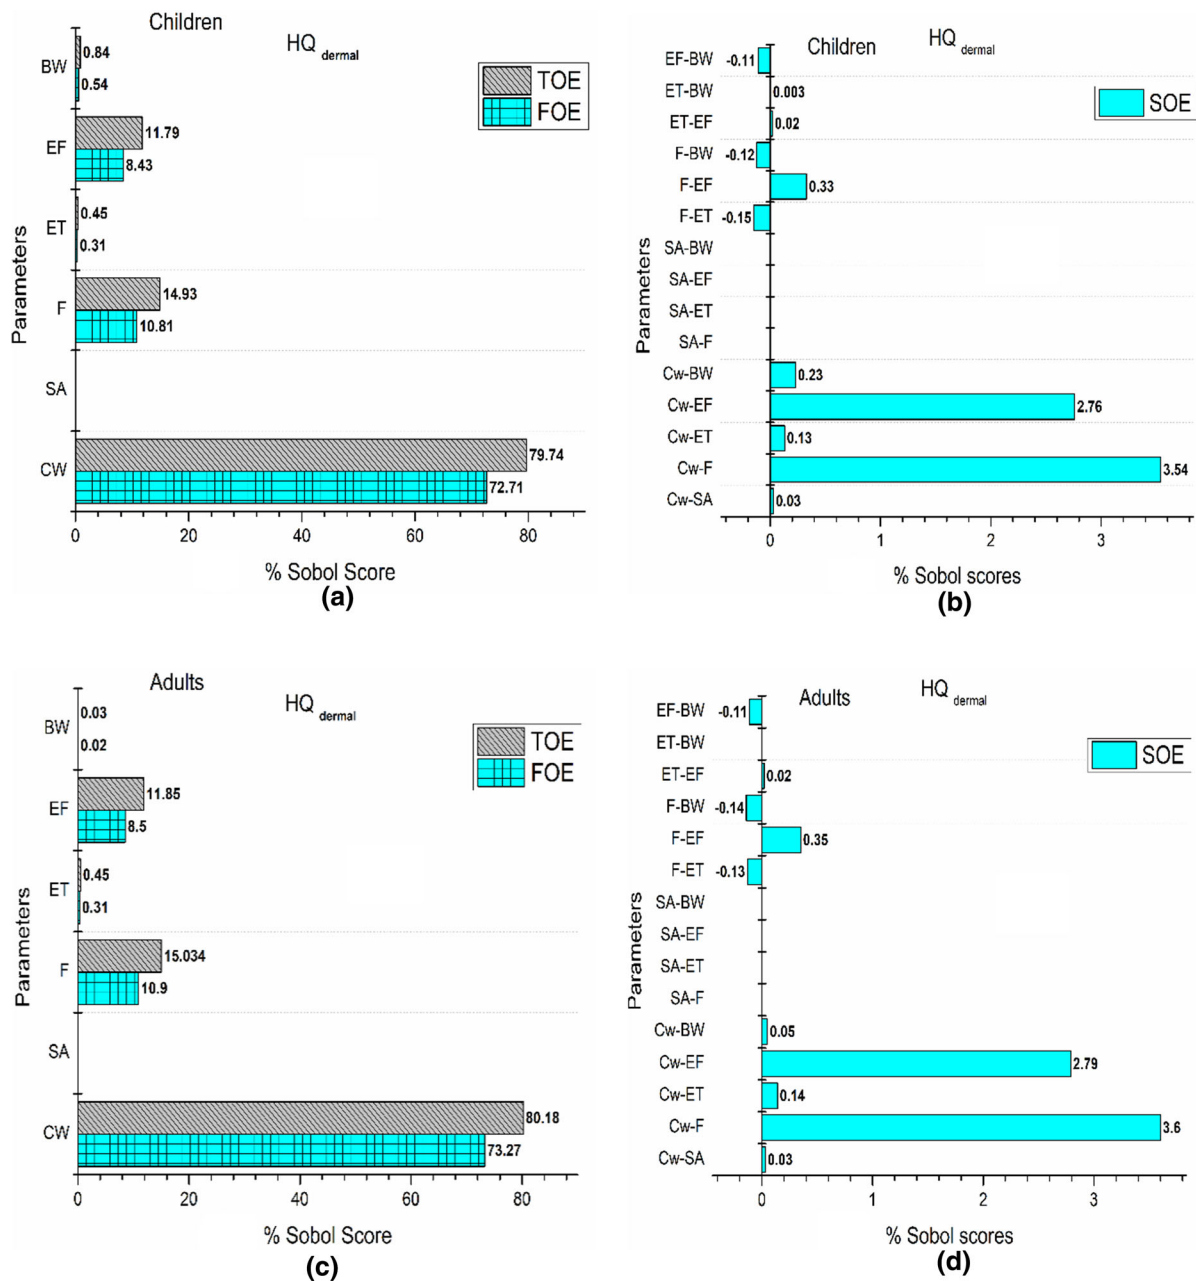 Children
HQ dermal
TOE
FOE
Parameters
BW
0.84
0.54
EF
11.79
8.43
ET
0.45
0.31
F
14.93
10.81
SA
CW
79.74
72.71
0 20 40 60 80
% Sobol Score
(a)
Children
HQ dermal
SOE
Parameters
EF-BW -0.11
ET-BW 0.003
ET-EF 0.02
F-BW -0.12
F-EF 0.33
F-ET -0.15
SA-BW
SA-EF
SA-ET
SA-F
Cw-BW 0.23
Cw-EF 2.76
Cw-ET 0.13
Cw-F 3.54
Cw-SA 0.03
0 1 2 3
% Sobol scores
(b)
Adults
HQ dermal
TOE
FOE
Parameters
BW
0.03
0.02
EF
11.85
8.5
ET
0.45
0.31
F
15.034
10.9
SA
CW
80.18
73.27
0 20 40 60 80
% Sobol Score
(c)
Adults
HQ dermal
SOE
Parameters
EF-BW -0.11
ET-BW
ET-EF 0.02
F-BW -0.14
F-EF 0.35
F-ET -0.13
SA-BW
SA-EF
SA-ET
SA-F
Cw-BW 0.05
Cw-EF 2.79
Cw-ET 0.14
Cw-F 3.6
Cw-SA 0.03
0 1 2 3
% Sobol scores
(d)